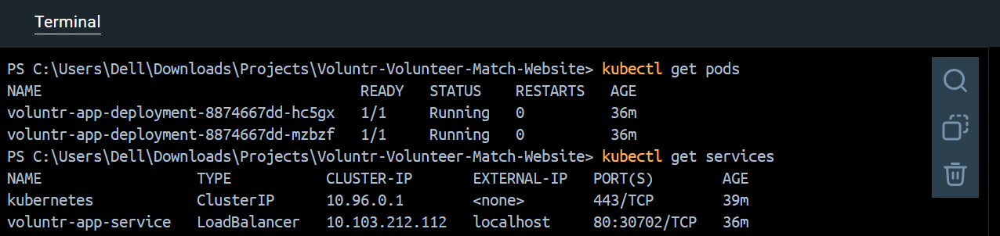 Terminal
PS C:\Users\Dell\Downloads\Projects\Voluntr-Volunteer-Match-Website> kubectl get pods
NAME READY STATUS RESTARTS AGE
voluntr-app-deployment-8874667dd-hc5gx 1/1 Running 0 36m
voluntr-app-deployment-8874667dd-mzbzf 1/1 Running 0 36m
PS C:\Users\Dell\Downloads\Projects\Voluntr-Volunteer-Match-Website> kubectl get services
NAME TYPE CLUSTER-IP EXTERNAL-IP PORT(S) AGE
kubernetes ClusterIP 10.96.0.1 <none> 443/TCP 39m
voluntr-app-service LoadBalancer 10.103.212.112 localhost 80:30702/TCP 36m